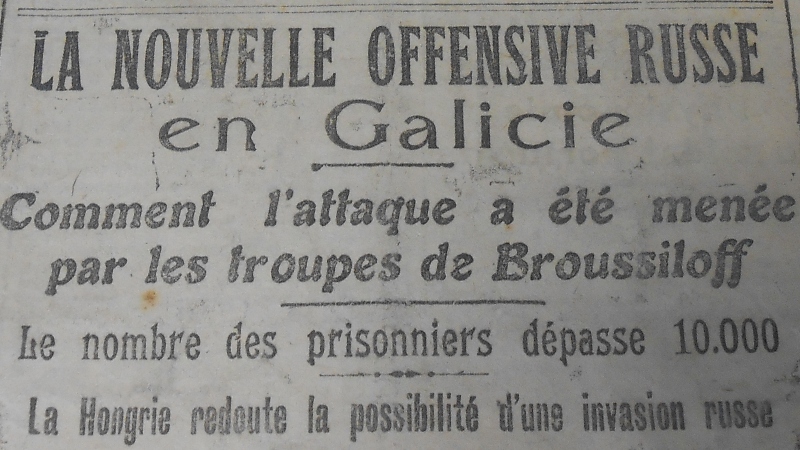 LA NOUVELLE OFFENSIVE RUSSE
en Galicie
Comment l'attaque a été menée
par les troupes de Broussiloff
Le nombre des prisonniers dépasse 10.000
La Hongrie redoute la possibilité d'une invasion russe